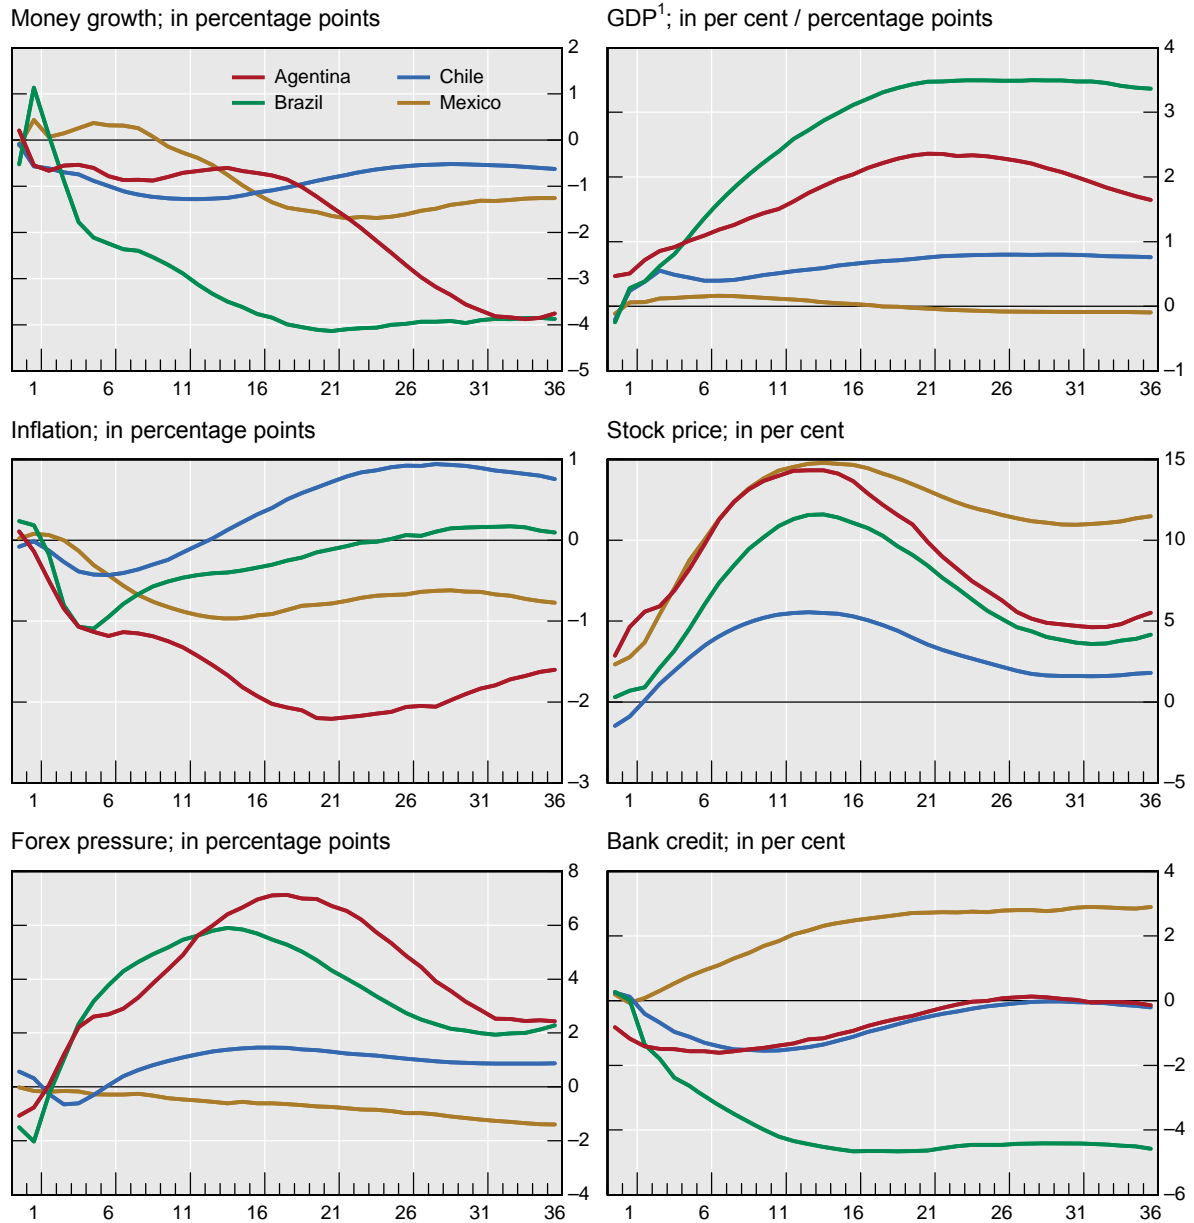 Money growth; in percentage points
GDP1; in per cent / percentage points
2
1
0
–1
–2
–3
–4
–5
Agentina
Chile
Brazil
Mexico
1 6 11 16 21 26 31 36
4
3
2
1
0
–1
1 6 11 16 21 26 31 36
Inflation; in percentage points
Stock price; in per cent
1
0
–1
–2
–3
1 6 11 16 21 26 31 36
15
10
5
0
–5
1 6 11 16 21 26 31 36
Forex pressure; in percentage points
Bank credit; in per cent
8
6
4
2
0
–2
–4
1 6 11 16 21 26 31 36
4
2
0
–2
–4
–6
1 6 11 16 21 26 31 36